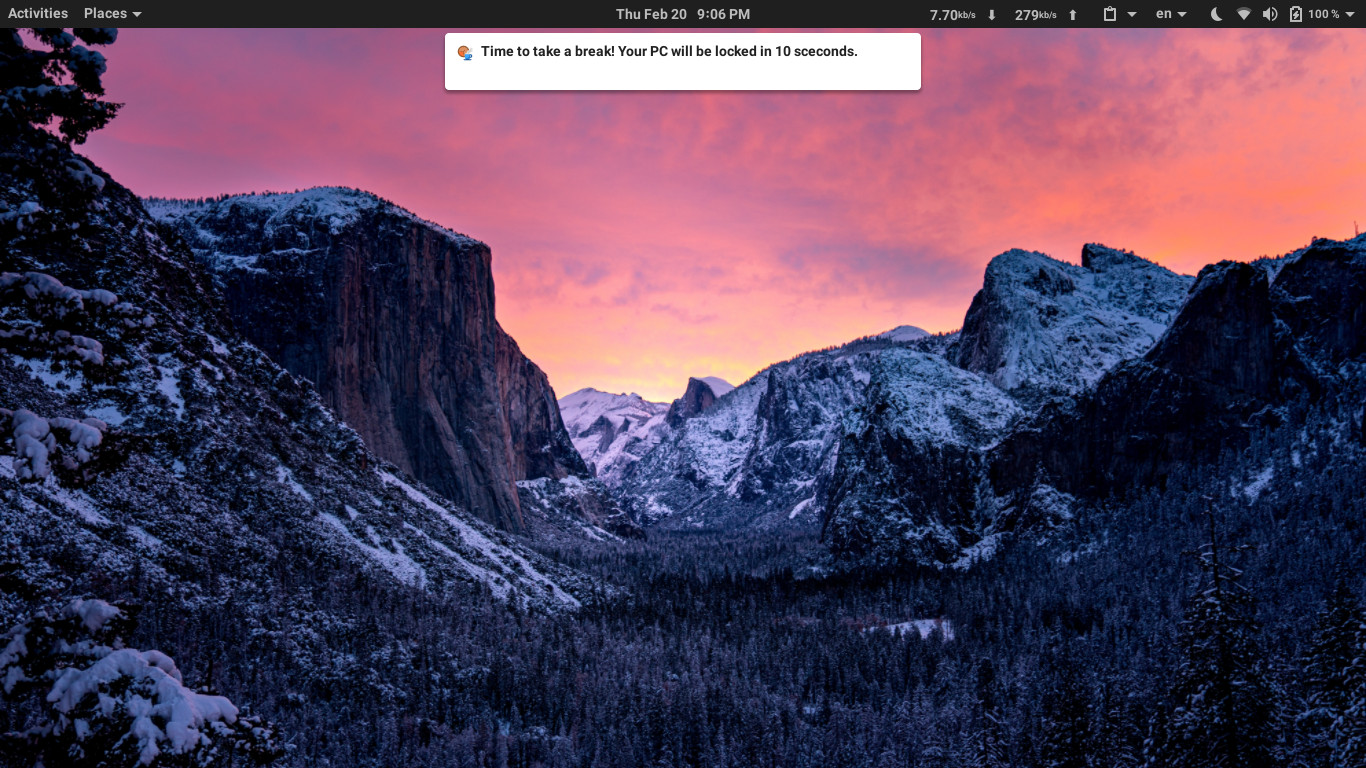 Activities Places Thu Feb 20 9:06 PM 7.70kb/s 279kb/s en 100 %
Time to take a break! Your PC will be locked in 10 sceconds.